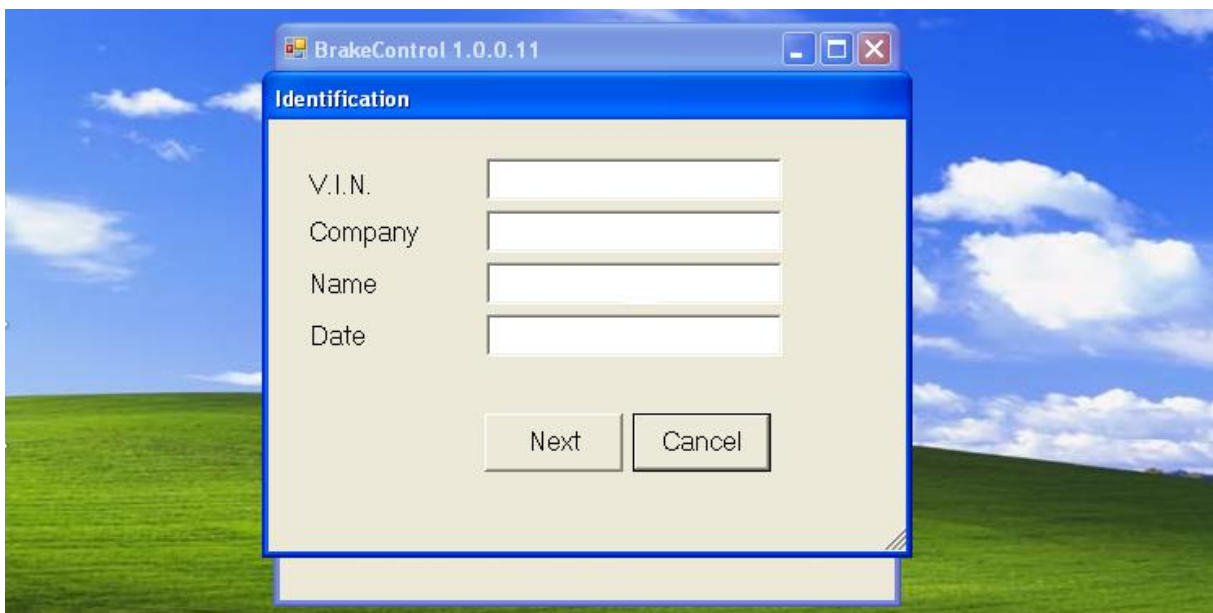 BrakeControl 1.0.0.11
Identification
V.I.N.
Company
Name
Date
Next Cancel